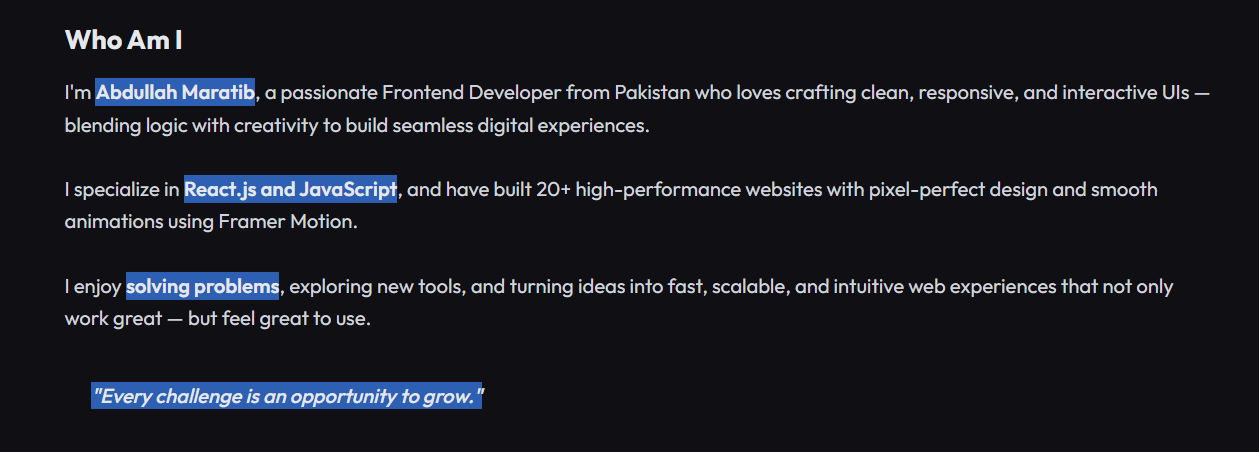 Who Am I
I'm Abdullah Maratib, a passionate Frontend Developer from Pakistan who loves crafting clean, responsive, and interactive UIs —
blending logic with creativity to build seamless digital experiences.
I specialize in React.js and JavaScript, and have built 20+ high-performance websites with pixel-perfect design and smooth
animations using Framer Motion.
I enjoy solving problems, exploring new tools, and turning ideas into fast, scalable, and intuitive web experiences that not only
work great — but feel great to use.
"Every challenge is an opportunity to grow."